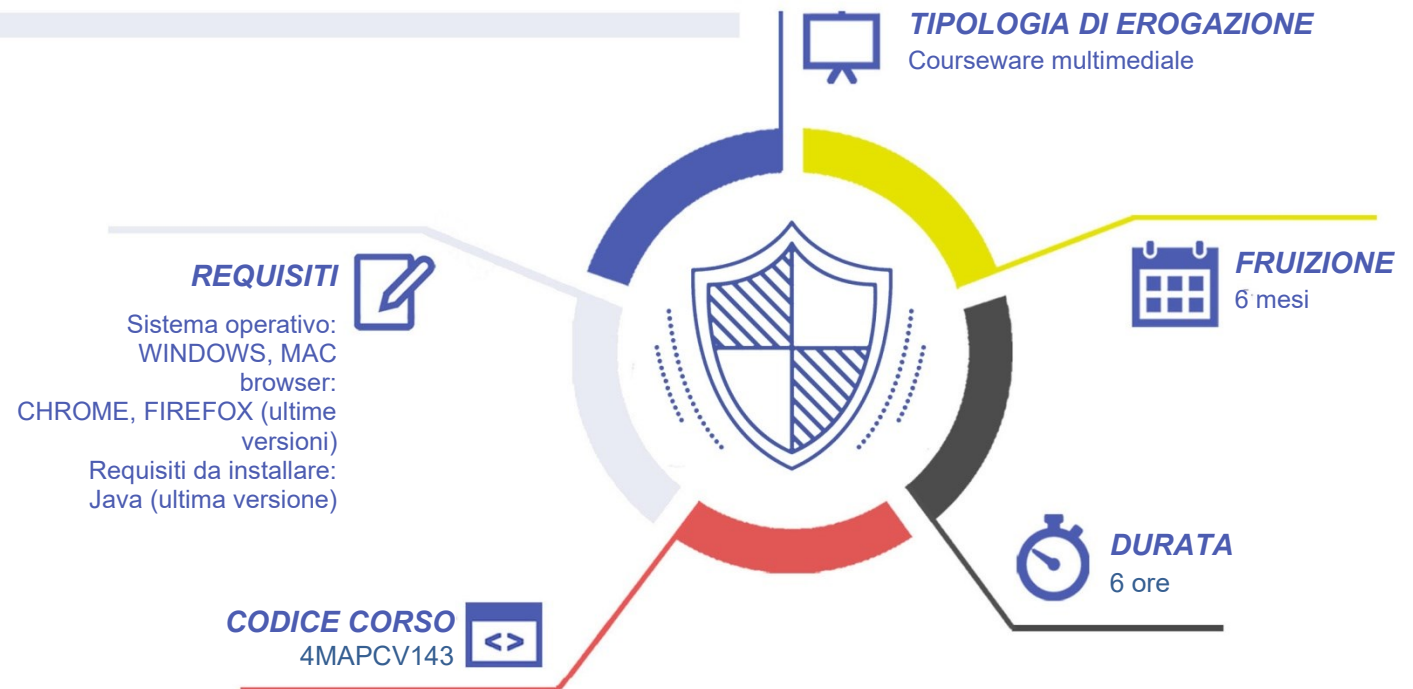 TIPOLOGIA DI EROGAZIONE
Courseware multimediale
REQUISITI
Sistema operativo:
WINDOWS, MAC
browser:
CHROME, FIREFOX (ultime
versioni)
Requisiti da installare:
Java (ultima versione)
FRUIZIONE
6 mesi
DURATA
6 ore
CODICE CORSO
4MAPCV143